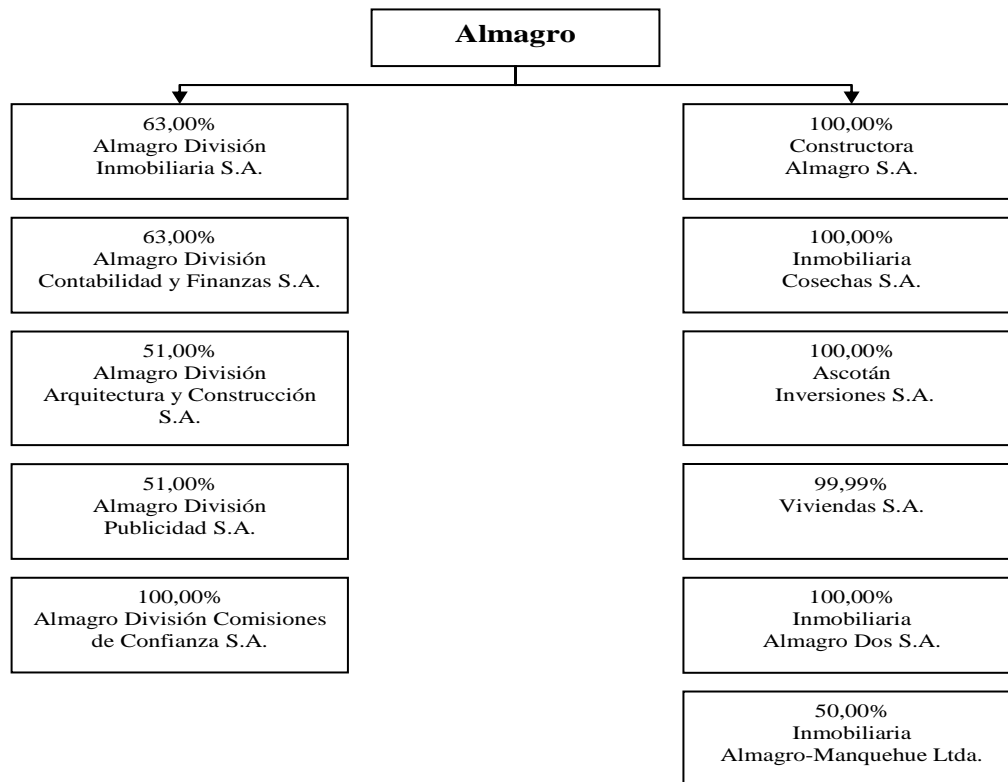 Almagro
63,00%
Almagro División
Inmobiliaria S.A.
63,00%
Almagro División
Contabilidad y Finanzas S.A.
51,00%
Almagro División
Arquitectura y Construcción
S.A.
51,00%
Almagro División
Publicidad S.A.
100,00%
Almagro División Comisiones
de Confianza S.A.
100,00%
Constructora
Almagro S.A.
100,00%
Inmobiliaria
Cosechas S.A.
100,00%
Ascotán
Inversiones S.A.
99,99%
Viviendas S.A.
100,00%
Inmobiliaria
Almagro Dos S.A.
50,00%
Inmobiliaria
Almagro-Manquehue Ltda.